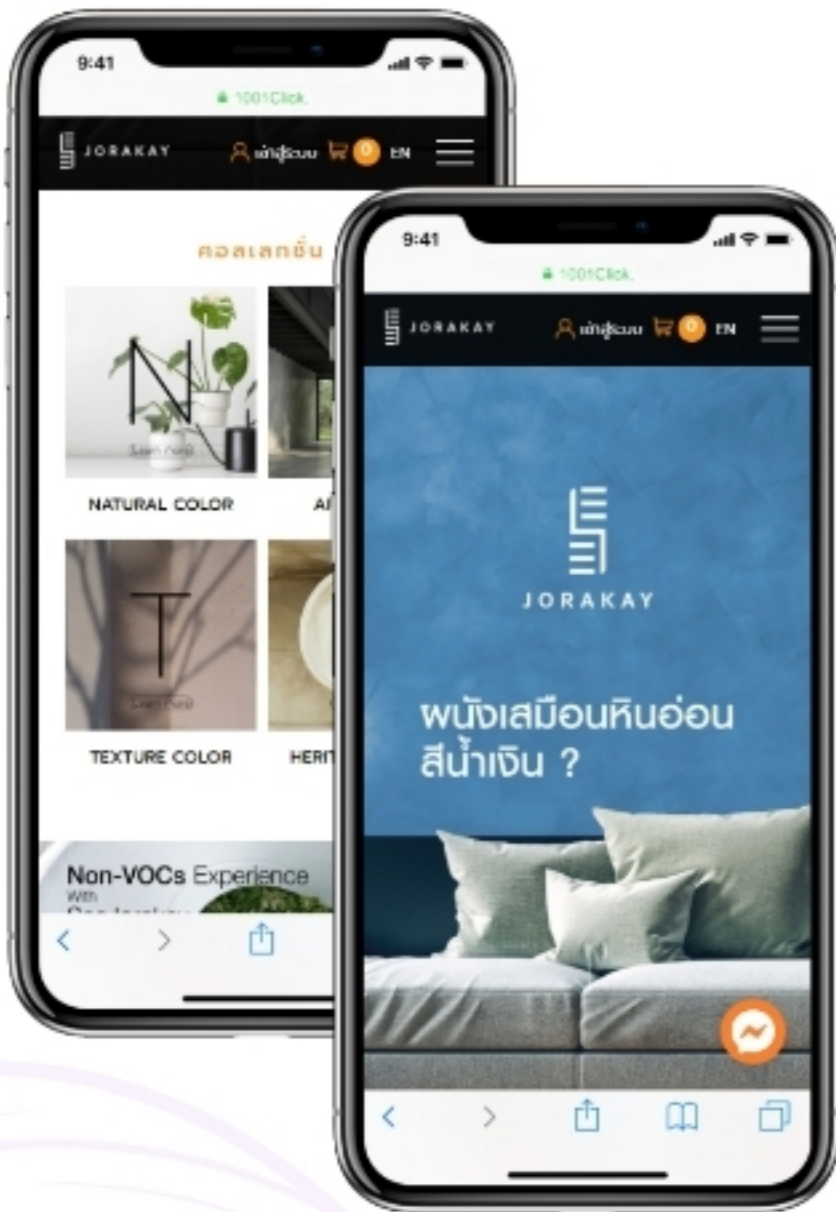 9:41
1001Click.
JORAKAY
เข้าสู่ระบบ
0
EN
คอลเลกชั่น
N
NATURAL COLOR
T
TEXTURE COLOR
Non-VOCs Experience
With
9:41
1001Click.
JORAKAY
เข้าสู่ระบบ
0
EN
JORAKAY
ผนังเสมือนหินอ่อน
สีน้ำเงิน ?